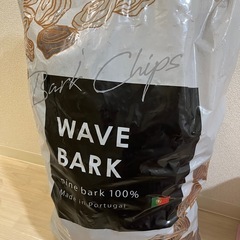 Bark Chips
WAVE
BARK
pine bark 100%
Made in Portugal